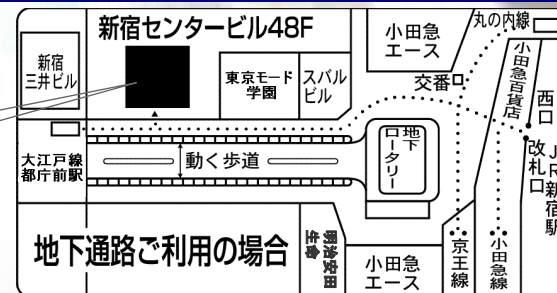 新宿センタービル48F
新宿
三井ビル
東京モード
学園
スバル
ビル
小田急
エース
丸の内線
交番
小田急百貨店
西口
改札口
JR新宿駅
地下
ロータリー
大江戸線
都庁前駅
動く歩道
地下通路ご利用の場合
明治安田
生命
小田急
エース
京王線
小田急線